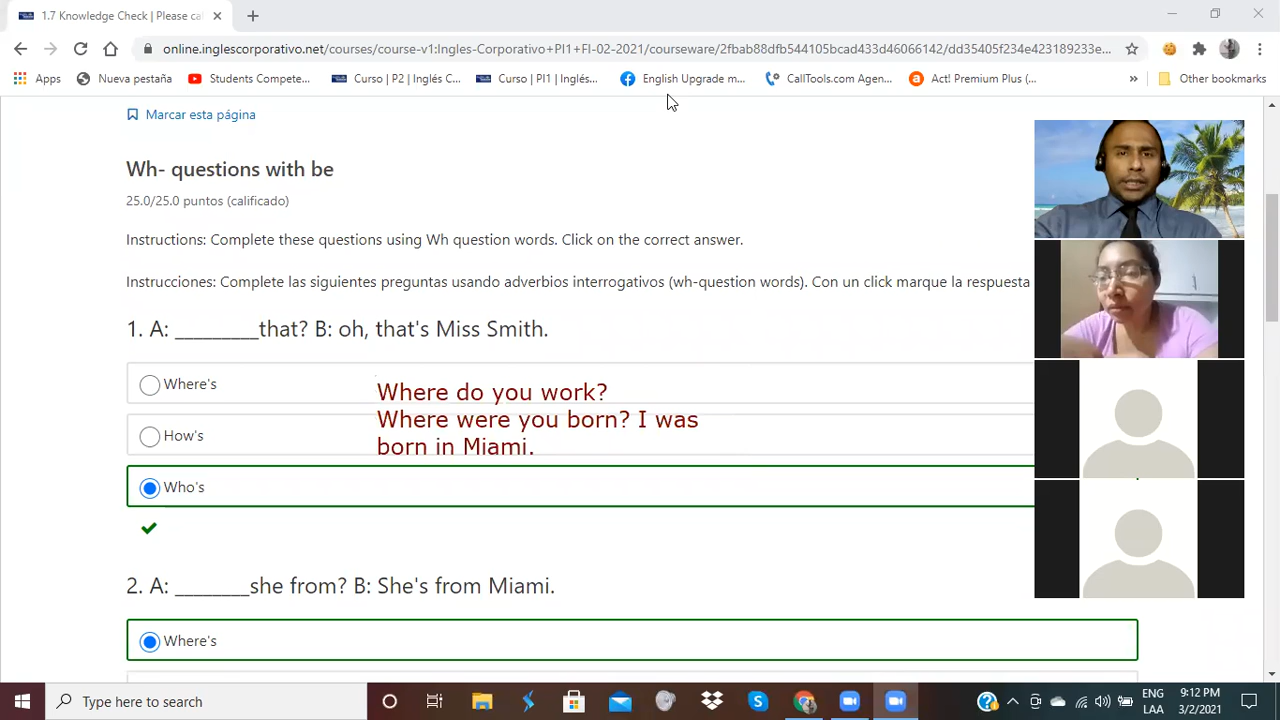 1.7 Knowledge Check | Please ca
online.inglescorporativo.net/courses/course-v1:Ingles-Corporativo+PI1+FI-02-2021/courseware/2fbab88dfb544105bcad433d46066142/dd35405f234e423189233e...
Apps Nueva pestaña Students Compete... Curso | P2 | Inglés C... Curso | PI1 | Inglés... English Upgrade m... CallTools.com Agen... Act! Premium Plus (... » Other bookmarks
Marcar esta página
Wh- questions with be
25.0/25.0 puntos (calificado)
Instructions: Complete these questions using Wh question words. Click on the correct answer.
Instrucciones: Complete las siguientes preguntas usando adverbios interrogativos (wh-question words). Con un click marque la respuesta
1. A: _________that? B: oh, that's Miss Smith.
Where's
Where do you work?
Where were you born? I was
How's
born in Miami.
Who's
2. A: ________she from? B: She's from Miami.
Where's
Type here to search
ENG
LAA
9:12 PM
3/2/2021